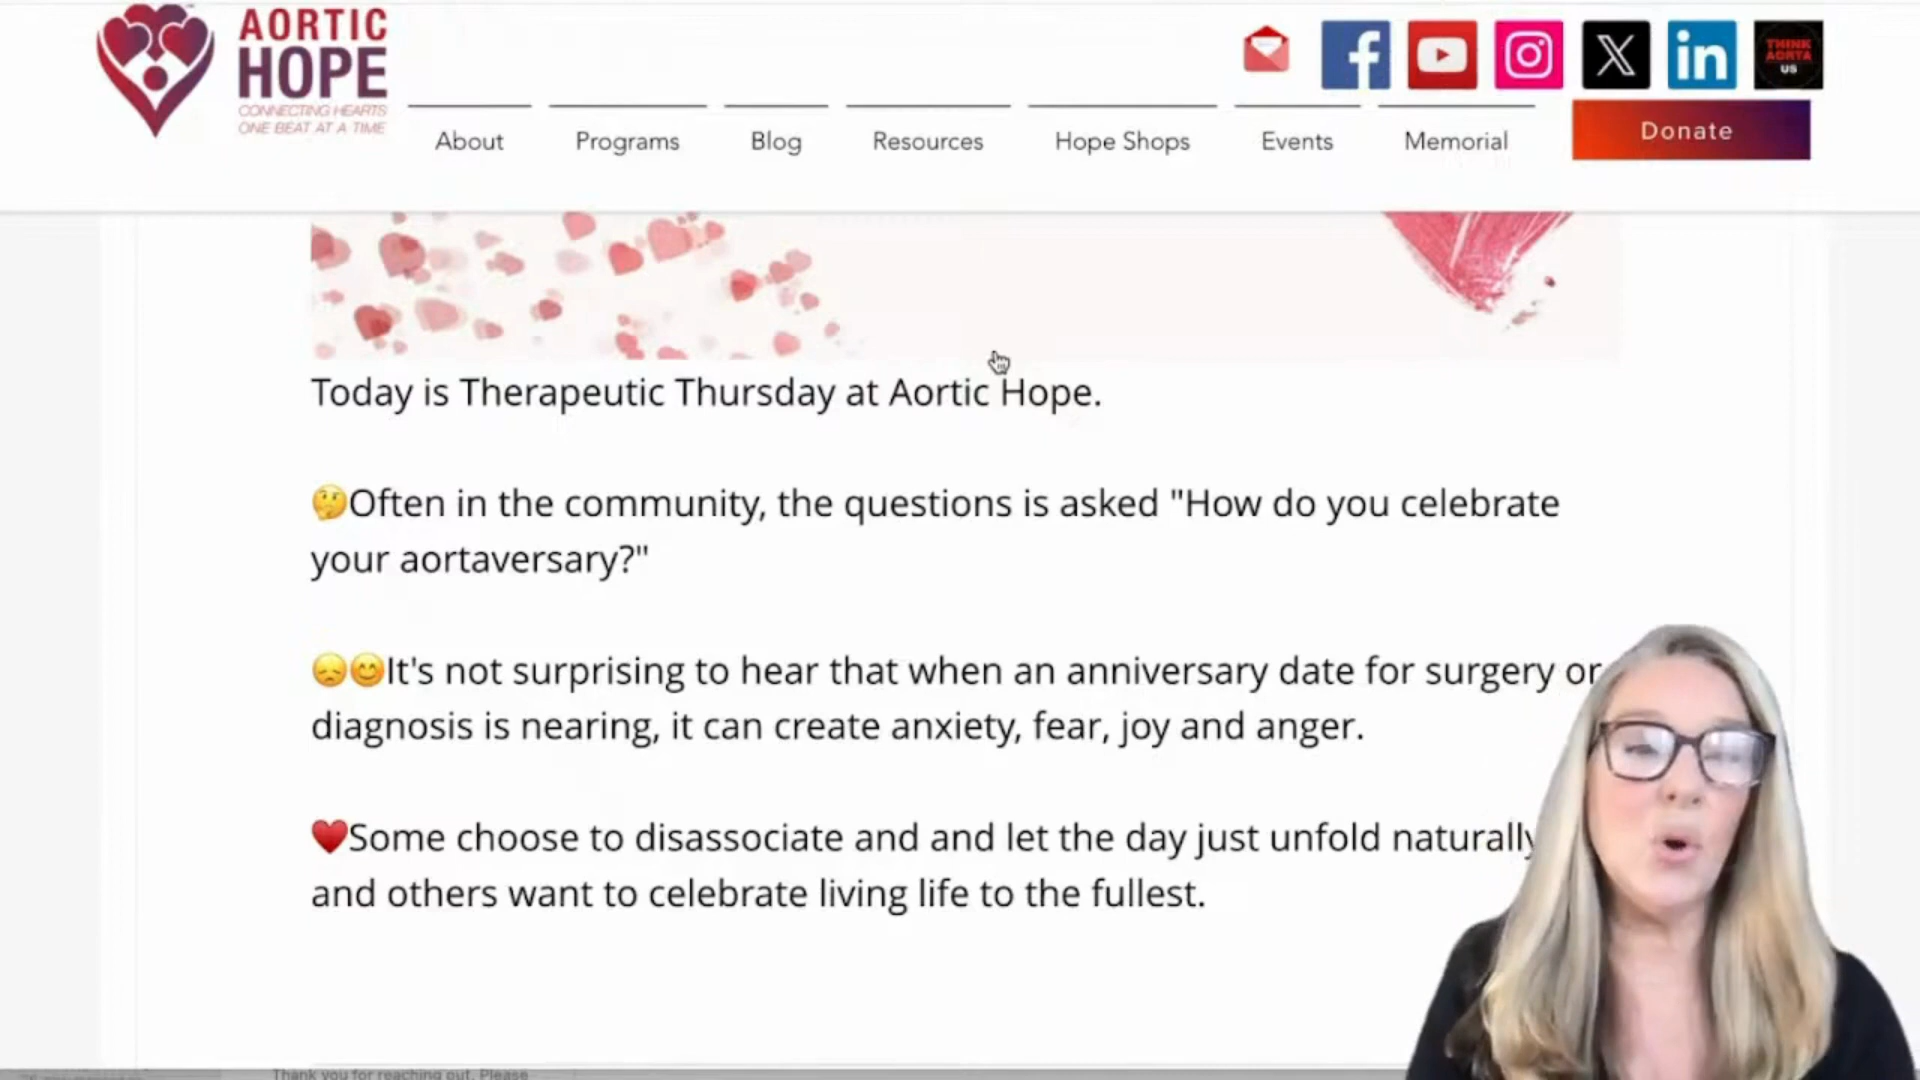 AORTIC
HOPE
CONNECTING HEARTS
ONE BEAT AT A TIME
THINK
AORTA
US
About
Programs
Blog
Resources
Hope Shops
Events
Memorial
Donate
Today is Therapeutic Thursday at Aortic Hope.
🤔Often in the community, the questions is asked "How do you celebrate
your aortaversary?"
😞😊It's not surprising to hear that when an anniversary date for surgery or
diagnosis is nearing, it can create anxiety, fear, joy and anger.
♥️Some choose to disassociate and and let the day just unfold naturally
and others want to celebrate living life to the fullest.
Thank you for reaching out. Please